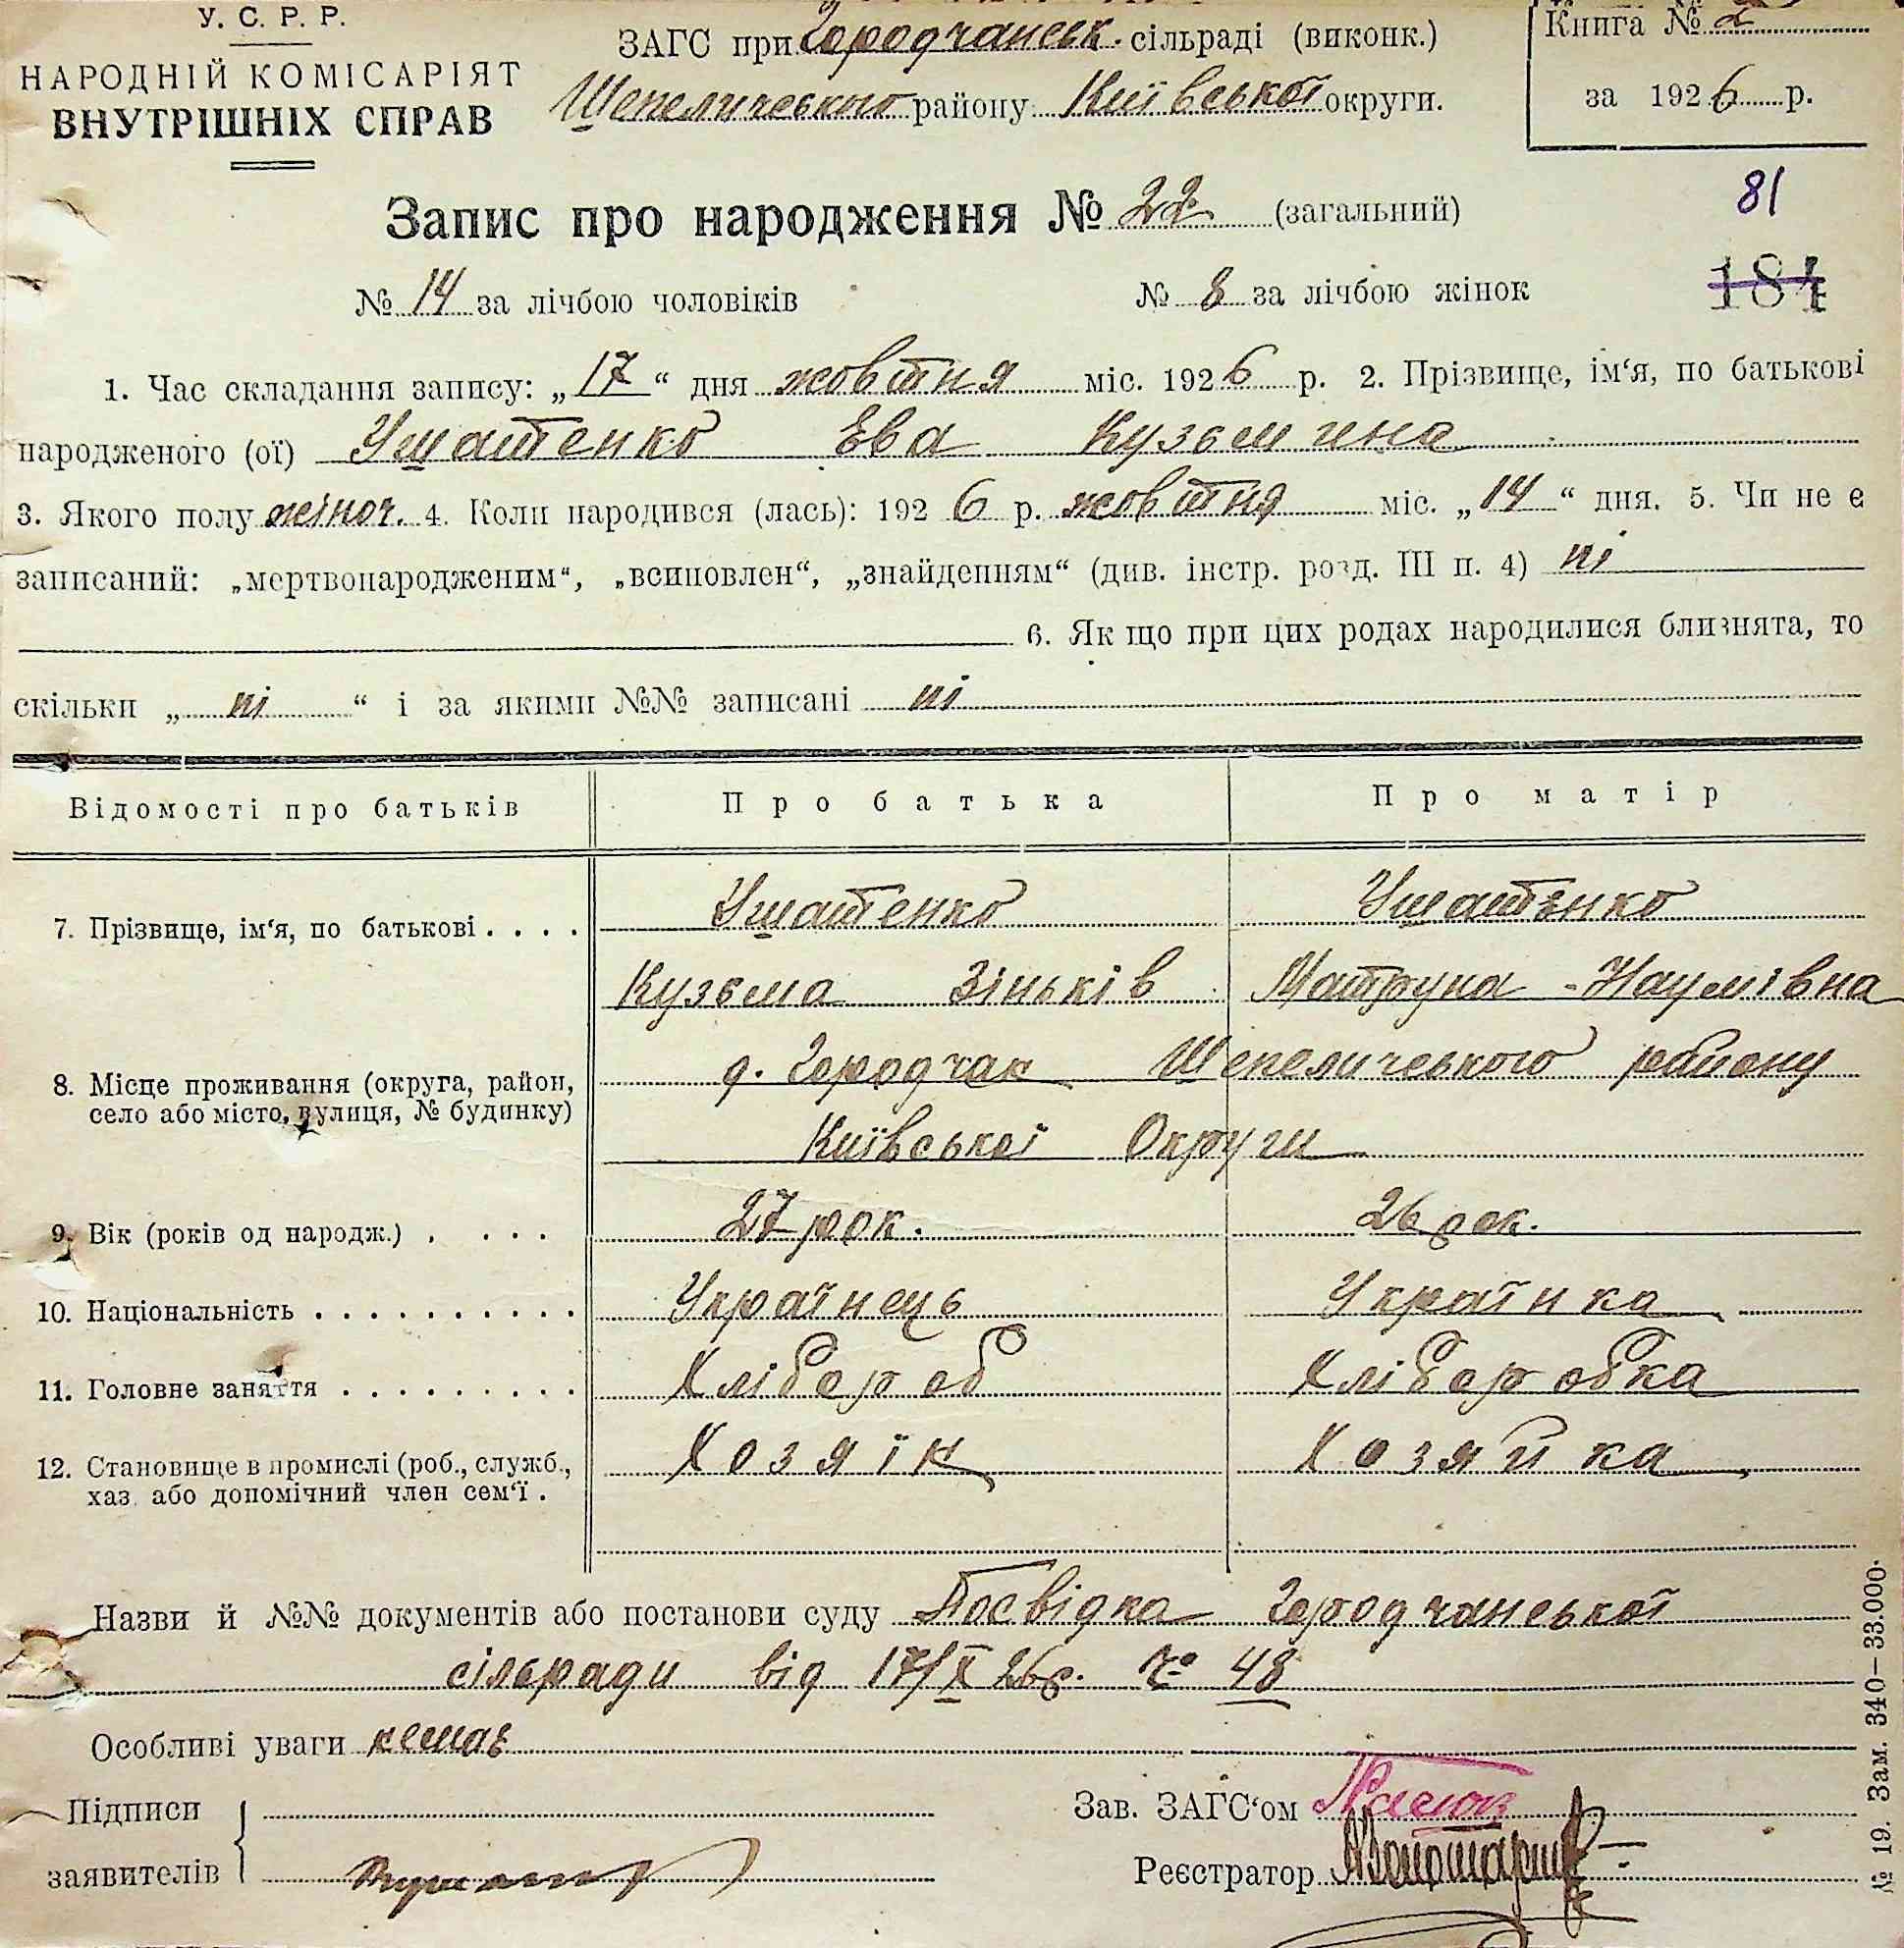 У. С. Р. Р.
НАРОДНІЙ КОМІСАРІЯТ
ВНУТРІШНІХ СПРАВ
ЗАГС при Городчанськ. сільраді (виконк.)
Шепелическою району Київської округи.
Книга № 2
за 1926 р.
Запис про народження № 22 (загальний)
81
№ 14 за лічбою чоловіків № 8 за лічбою жінок
184
1. Час складання запису: „17“ дня жовтня міс. 1926 р. 2. Прізвище, ім‘я, по батькові
народженого (ої) Ушатенко Ева Кузьмина
3. Якого полу жіноч. 4. Коли народився (лась): 1926 р. жовтня міс. „14“ дня. 5. Чи не є
записаний: „мертвонародженим“, „всиновлен“, „знайденням“ (див. інстр. розд. III п. 4) ні
6. Як що при цих родах народилися близнята, то
скільки „ ні “ і за якими №№ записані ні
Відомості про батьків Про батька Про матір
7. Прізвище, ім‘я, по батькові . . . . Ушатенко Ушатенко
Кузьма Зіньків Матруна - Наумівна
8. Місце проживання (округа, район, д. Городчан Шепелического району
село або місто, вулиця, № будинку) Київської Округи
9. Вік (років од народж.) . . . . 27 рок. 26 рок.
10. Національність . . . . . . . . . . Українець Українка
11. Головне заняття . . . . . . . . . Хлібороб Хліборобка
12. Становище в промислі (роб., служб., Хозяїн Хозяйка
хаз. або допомічний член сем‘ї .
Назви й №№ документів або постанови суду Посвідка Городчанської
сільради від 17/X 26р. № 48
Особливі уваги немає
Підписи
заявителів
Зав. ЗАГС‘ом
Реєстратор
№ 19. Зам. 340—33.000.